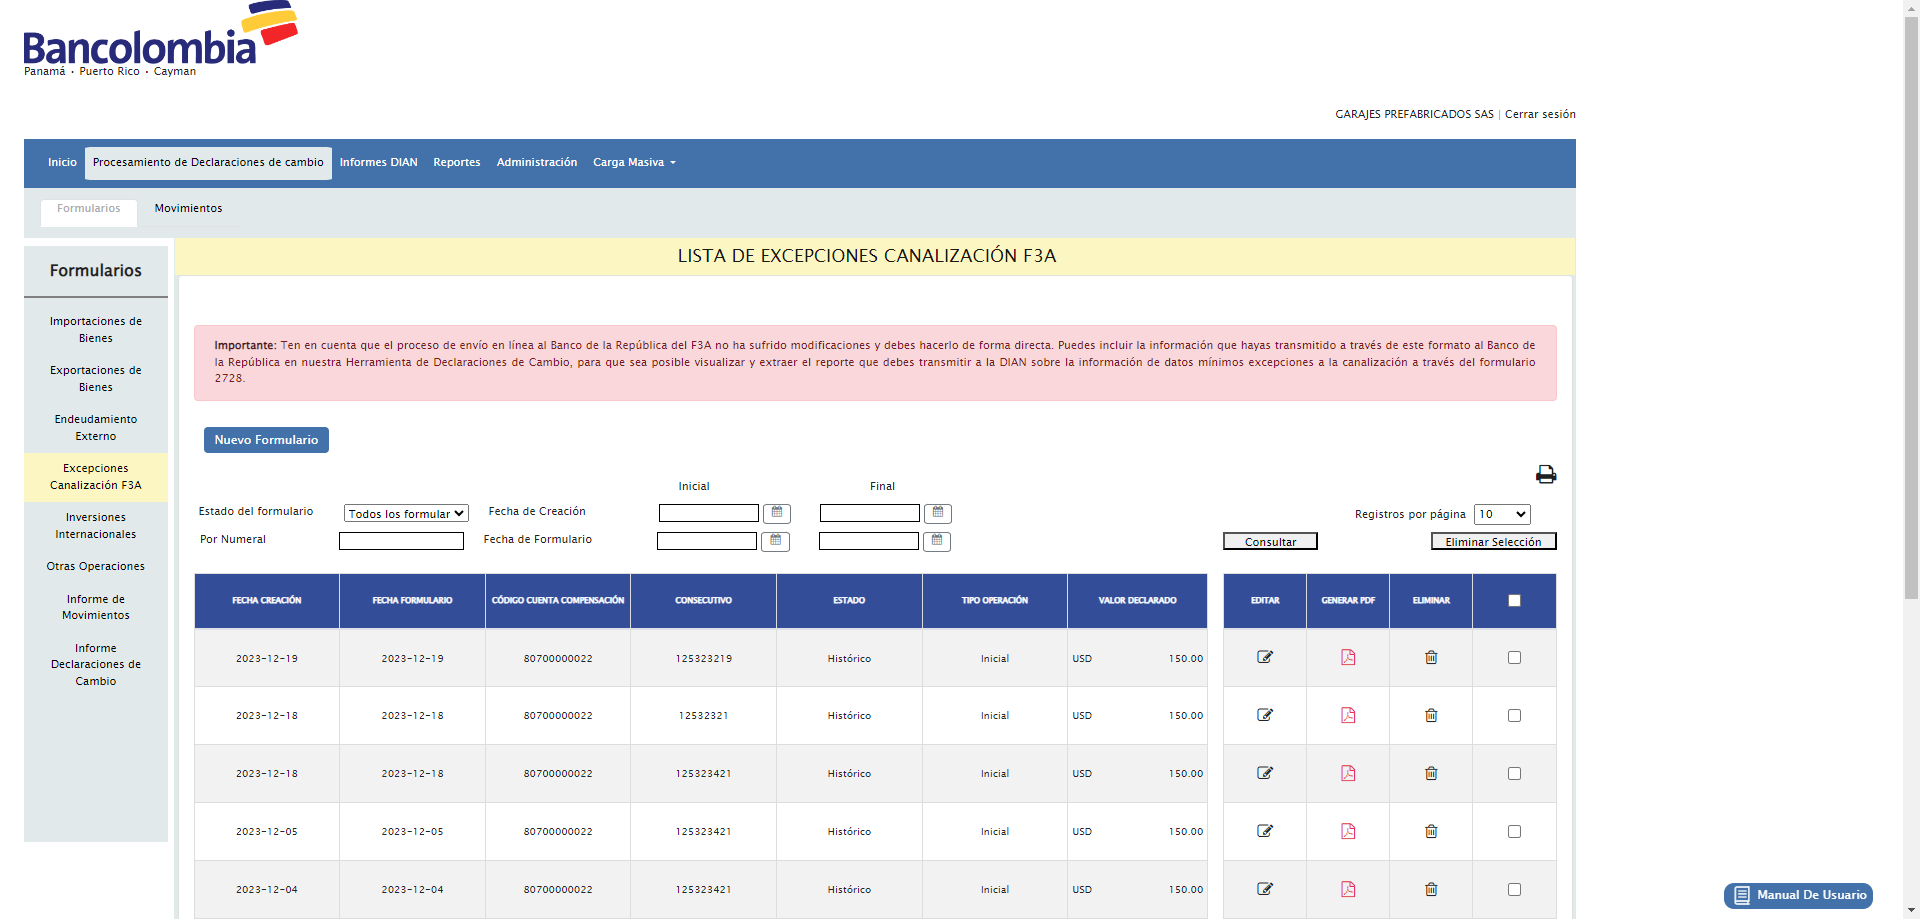 Bancolombia
Panamá • Puerto Rico • Cayman
GARAJES PREFABRICADOS SAS | Cerrar sesión
Inicio Procesamiento de Declaraciones de cambio Informes DIAN Reportes Administración Carga Masiva
Formularios Movimientos
Formularios
Importaciones de
Bienes
Exportaciones de
Bienes
Endeudamiento
Externo
Excepciones
Canalización F3A
Inversiones
Internacionales
Otras Operaciones
Informe de
Movimientos
Informe
Declaraciones de
Cambio
LISTA DE EXCEPCIONES CANALIZACIÓN F3A
Importante: Ten en cuenta que el proceso de envío en línea al Banco de la República del F3A no ha sufrido modificaciones y debes hacerlo de forma directa. Puedes incluir la información que hayas transmitido a través de este formato al Banco de
la República en nuestra Herramienta de Declaraciones de Cambio, para que sea posible visualizar y extraer el reporte que debes transmitir a la DIAN sobre la información de datos mínimos excepciones a la canalización a través del formulario
2728.
Nuevo Formulario
Inicial Final
Estado del formulario Todos los formular Fecha de Creación Registros por página 10
Por Numeral Fecha de Formulario Consultar Eliminar Selección
FECHA CREACIÓN FECHA FORMULARIO CÓDIGO CUENTA COMPENSACIÓN CONSECUTIVO ESTADO TIPO OPERACIÓN VALOR DECLARADO EDITAR GENERAR PDF ELIMINAR
2023-12-19 2023-12-19 80700000022 125323219 Histórico Inicial USD 150.00
2023-12-18 2023-12-18 80700000022 12532321 Histórico Inicial USD 150.00
2023-12-18 2023-12-18 80700000022 125323421 Histórico Inicial USD 150.00
2023-12-05 2023-12-05 80700000022 125323421 Histórico Inicial USD 150.00
2023-12-04 2023-12-04 80700000022 125323421 Histórico Inicial USD 150.00
Manual De Usuario